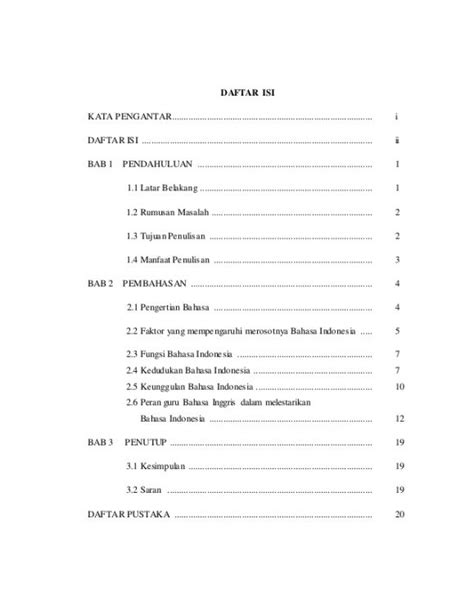 DAFTAR ISI
KATA PENGANTAR................................................................ i
DAFTAR ISI ................................................................ ii
BAB 1 PENDAHULUAN ................................................................ 1
1.1 Latar Belakang ................................................................ 1
1.2 Rumusan Masalah ................................................................ 2
1.3 Tujuan Penulisan ................................................................ 2
1.4 Manfaat Penulisan ................................................................ 3
BAB 2 PEMBAHASAN ................................................................ 4
2.1 Pengertian Bahasa ................................................................ 4
2.2 Faktor yang mempengaruhi merosotnya Bahasa Indonesia ..... 5
2.3 Fungsi Bahasa Indonesia ................................................................ 7
2.4 Kedudukan Bahasa Indonesia ................................................................ 7
2.5 Keunggulan Bahasa Indonesia ................................................................ 10
2.6 Peran guru Bahasa Inggris dalam melestarikan
Bahasa Indonesia ................................................................ 12
BAB 3 PENUTUP ................................................................ 19
3.1 Kesimpulan ................................................................ 19
3.2 Saran ................................................................ 19
DAFTAR PUSTAKA ................................................................ 20